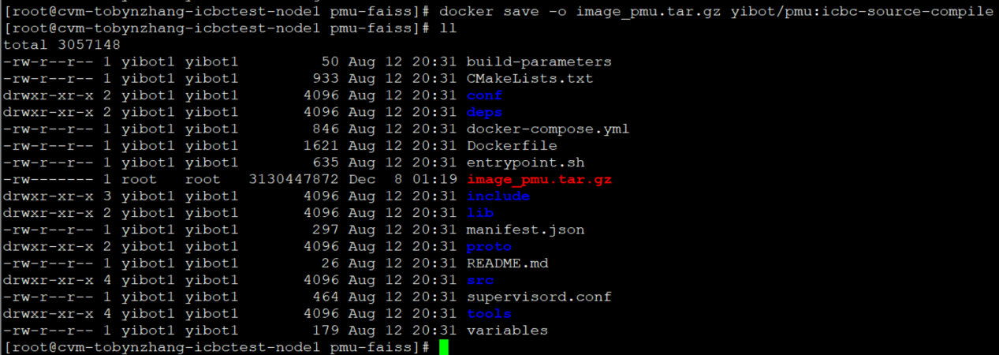 [root@cvm-tobynzhang-icbctest-node1 pmu-faiss]# docker save -o image_pmu.tar.gz yibot/pmu:icbc-source-compile
[root@cvm-tobynzhang-icbctest-node1 pmu-faiss]# ll
total 3057148
-rw-r--r-- 1 yibot1 yibot1         50 Aug 12 20:31 build-parameters
-rw-r--r-- 1 yibot1 yibot1        933 Aug 12 20:31 CMakeLists.txt
drwxr-xr-x 2 yibot1 yibot1       4096 Aug 12 20:31 conf
drwxr-xr-x 2 yibot1 yibot1       4096 Aug 12 20:31 deps
-rw-r--r-- 1 yibot1 yibot1        846 Aug 12 20:31 docker-compose.yml
-rw-r--r-- 1 yibot1 yibot1       1621 Aug 12 20:31 Dockerfile
-rw-r--r-- 1 yibot1 yibot1        635 Aug 12 20:31 entrypoint.sh
-rw------- 1 root   root   3130447872 Dec  8 01:19 image_pmu.tar.gz
drwxr-xr-x 3 yibot1 yibot1       4096 Aug 12 20:31 include
drwxr-xr-x 2 yibot1 yibot1       4096 Aug 12 20:31 lib
-rw-r--r-- 1 yibot1 yibot1        297 Aug 12 20:31 manifest.json
drwxr-xr-x 2 yibot1 yibot1       4096 Aug 12 20:31 proto
-rw-r--r-- 1 yibot1 yibot1         26 Aug 12 20:31 README.md
drwxr-xr-x 4 yibot1 yibot1       4096 Aug 12 20:31 src
-rw-r--r-- 1 yibot1 yibot1        464 Aug 12 20:31 supervisord.conf
drwxr-xr-x 4 yibot1 yibot1       4096 Aug 12 20:31 tools
-rw-r--r-- 1 yibot1 yibot1        179 Aug 12 20:31 variables
[root@cvm-tobynzhang-icbctest-node1 pmu-faiss]#